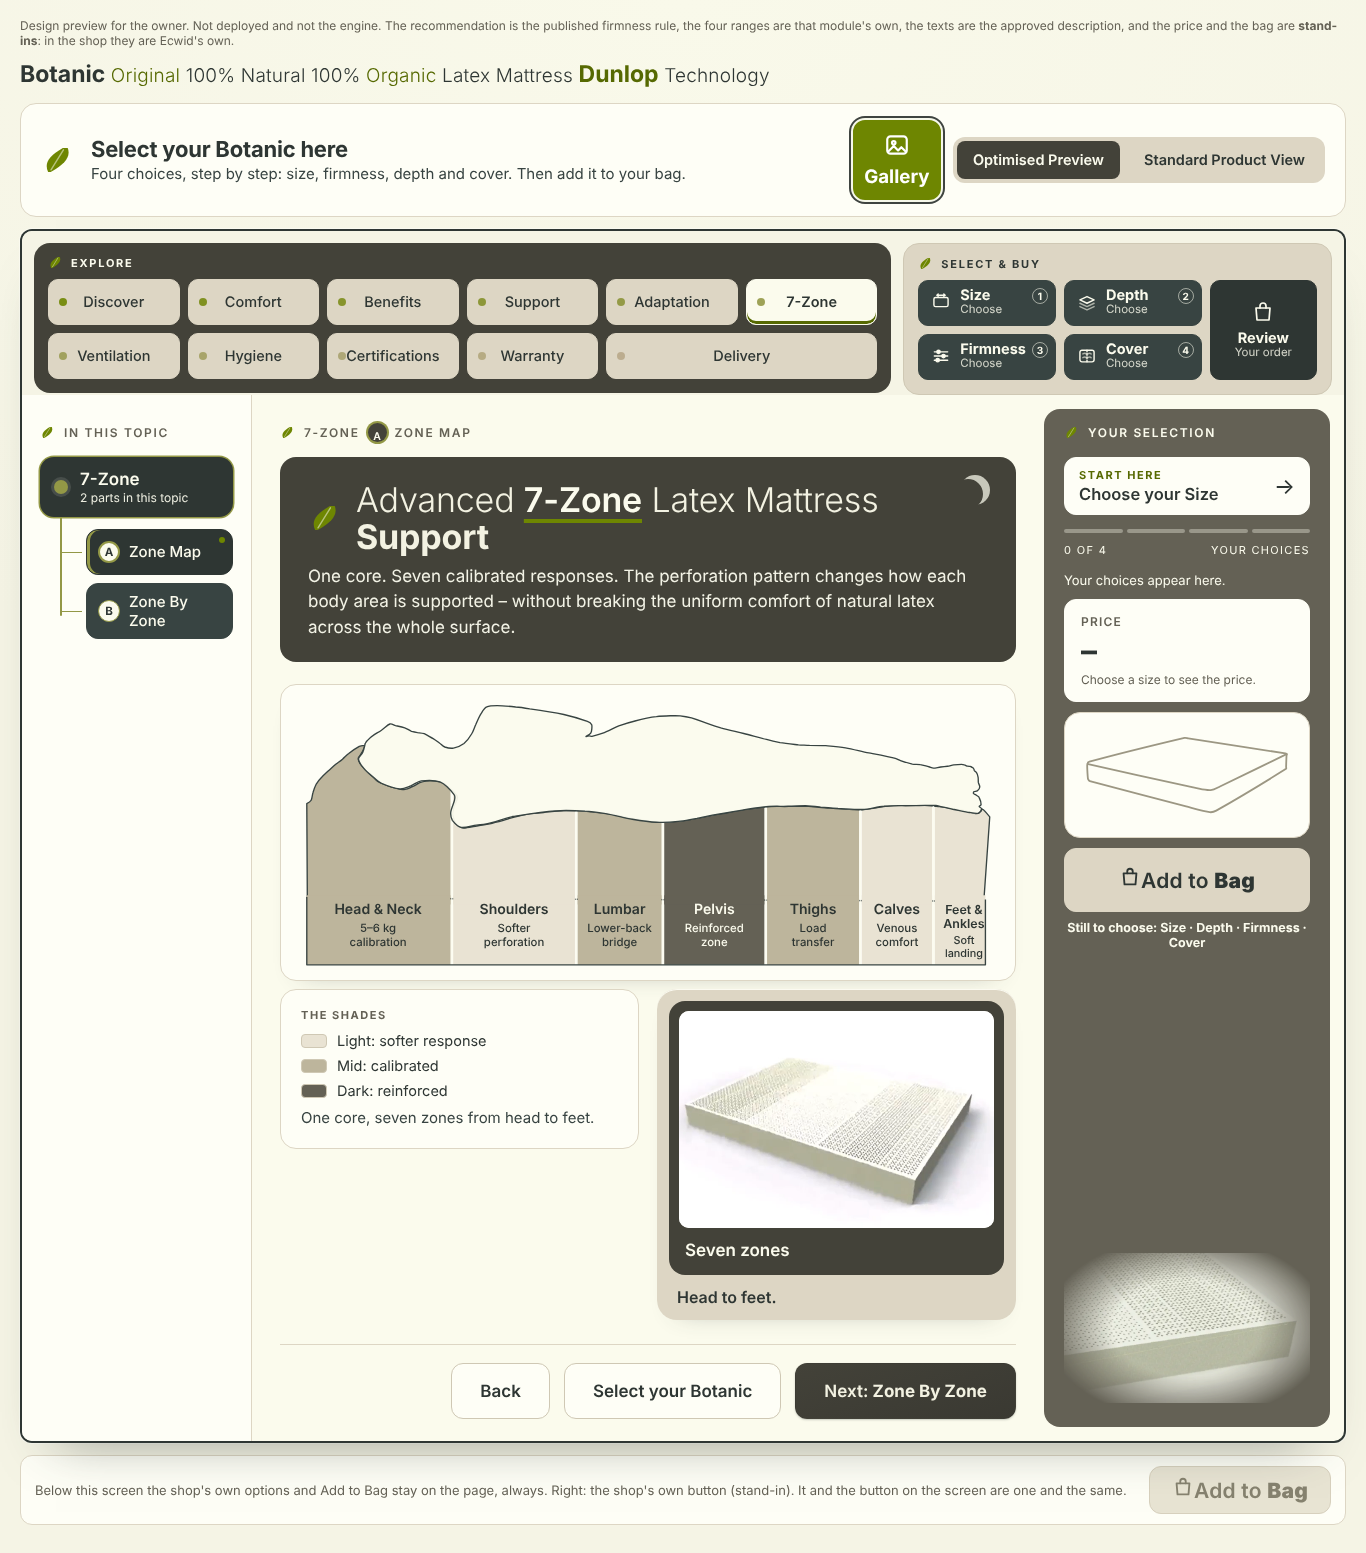 Design preview for the owner. Not deployed and not the engine. The recommendation is the published firmness rule, the four ranges are that module's own, the texts are the approved description, and the price and the bag are stand-
ins: in the shop they are Ecwid's own.
Botanic Original 100% Natural 100% Organic Latex Mattress Dunlop Technology
Select your Botanic here
Four choices, step by step: size, firmness, depth and cover. Then add it to your bag.
Gallery
Optimised Preview
Standard Product View
EXPLORE
Discover
Comfort
Benefits
Support
Adaptation
7-Zone
Ventilation
Hygiene
Certifications
Warranty
Delivery
SELECT & BUY
Size
Choose
1
Depth
Choose
2
Firmness
Choose
3
Cover
Choose
4
Review
Your order
IN THIS TOPIC
7-Zone
2 parts in this topic
A
Zone Map
B
Zone By
Zone
7-ZONE A ZONE MAP
Advanced 7-Zone Latex Mattress
Support
One core. Seven calibrated responses. The perforation pattern changes how each
body area is supported – without breaking the uniform comfort of natural latex
across the whole surface.
Head & Neck
5–6 kg
calibration
Shoulders
Softer
perforation
Lumbar
Lower-back
bridge
Pelvis
Reinforced
zone
Thighs
Load
transfer
Calves
Venous
comfort
Feet &
Ankles
Soft
landing
THE SHADES
Light: softer response
Mid: calibrated
Dark: reinforced
One core, seven zones from head to feet.
Seven zones
Head to feet.
Back
Select your Botanic
Next: Zone By Zone
YOUR SELECTION
START HERE
Choose your Size
0 OF 4
YOUR CHOICES
Your choices appear here.
PRICE
–
Choose a size to see the price.
Add to Bag
Still to choose: Size · Depth · Firmness ·
Cover
Below this screen the shop's own options and Add to Bag stay on the page, always. Right: the shop's own button (stand-in). It and the button on the screen are one and the same.
Add to Bag